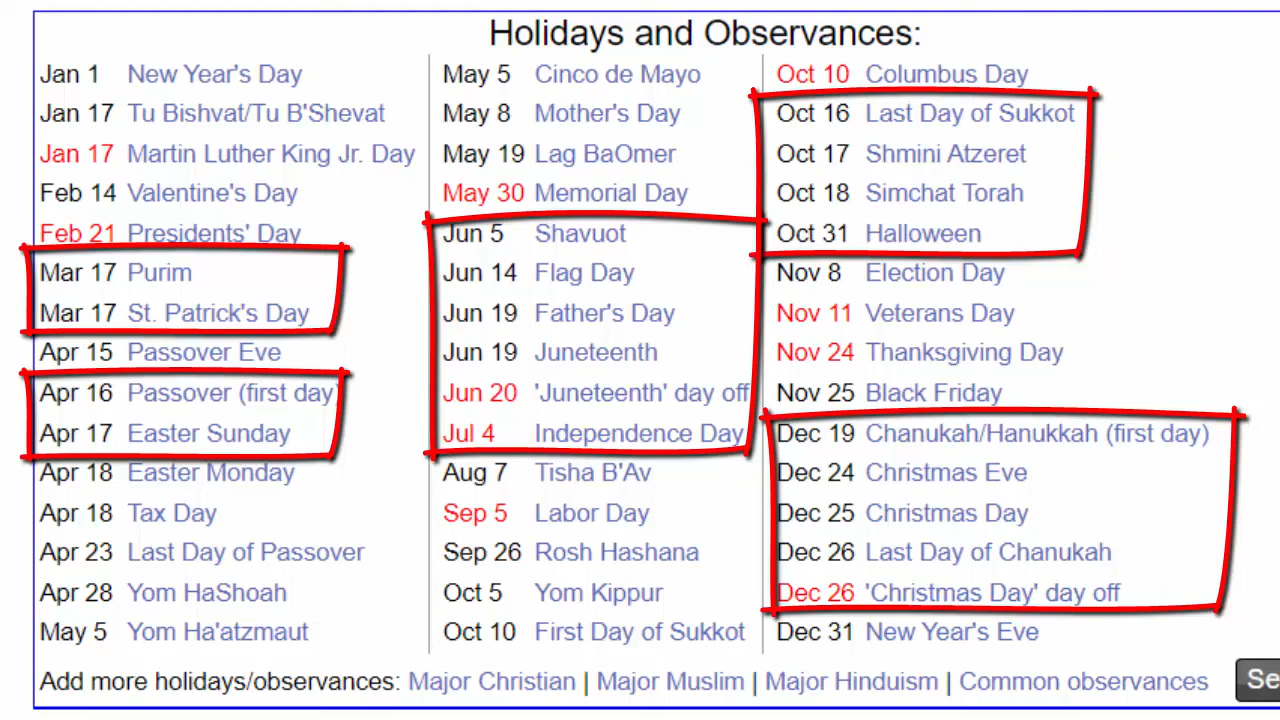 Holidays and Observances:
Jan 1 New Year's Day
Jan 17 Tu Bishvat/Tu B'Shevat
Jan 17 Martin Luther King Jr. Day
Feb 14 Valentine's Day
Feb 21 Presidents' Day
Mar 17 Purim
Mar 17 St. Patrick's Day
Apr 15 Passover Eve
Apr 16 Passover (first day)
Apr 17 Easter Sunday
Apr 18 Easter Monday
Apr 18 Tax Day
Apr 23 Last Day of Passover
Apr 28 Yom HaShoah
May 5 Yom Ha'atzmaut
May 5 Cinco de Mayo
May 8 Mother's Day
May 19 Lag BaOmer
May 30 Memorial Day
Jun 5 Shavuot
Jun 14 Flag Day
Jun 19 Father's Day
Jun 19 Juneteenth
Jun 20 'Juneteenth' day off
Jul 4 Independence Day
Aug 7 Tisha B'Av
Sep 5 Labor Day
Sep 26 Rosh Hashana
Oct 5 Yom Kippur
Oct 10 First Day of Sukkot
Oct 10 Columbus Day
Oct 16 Last Day of Sukkot
Oct 17 Shmini Atzeret
Oct 18 Simchat Torah
Oct 31 Halloween
Nov 8 Election Day
Nov 11 Veterans Day
Nov 24 Thanksgiving Day
Nov 25 Black Friday
Dec 19 Chanukah/Hanukkah (first day)
Dec 24 Christmas Eve
Dec 25 Christmas Day
Dec 26 Last Day of Chanukah
Dec 26 'Christmas Day' day off
Dec 31 New Year's Eve
Add more holidays/observances: Major Christian | Major Muslim | Major Hinduism | Common observances
Se